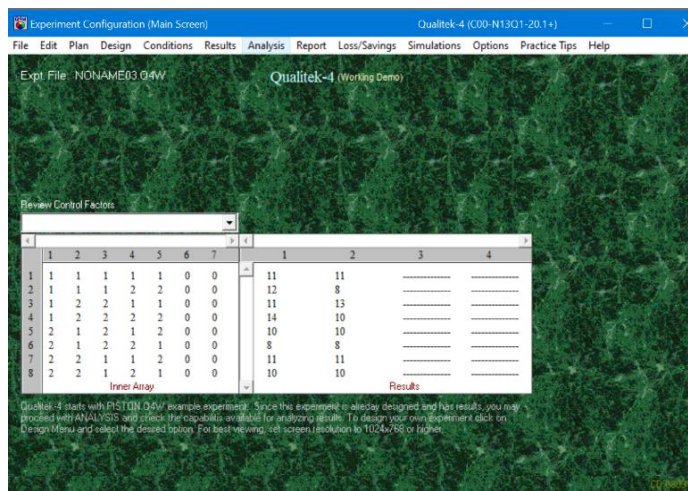 Experiment Configuration (Main Screen) Qualitek-4 (C00-N13Q1-20.1+)
File Edit Plan Design Conditions Results Analysis Report Loss/Savings Simulations Options Practice Tips Help
Expt. File: NONAME03.Q4W Qualitek-4 (Working Demo)
Review Control Factors
1 2 3 4 5 6 7 1 2 3 4
1 1 1 1 1 1 0 0 11 11
2 1 1 1 2 2 0 0 12 8
3 1 2 2 1 1 0 0 11 13
4 1 2 2 2 2 0 0 14 10
5 2 1 2 1 2 0 0 10 10
6 2 1 2 2 1 0 0 8 8
7 2 2 1 1 2 0 0 11 11
8 2 2 1 2 1 0 0 10 10
Inner Array Results
Qualitek-4 starts with PISTON.Q4W example experiment. Since this experiment is alreday designed and has results, you may
proceed with ANALYSIS and check the capabilitis available for analyzing results. To design your own experiment click on
Design Menu and select the desired option. For best viewing, set screen resolution to 1024x768 or higher.